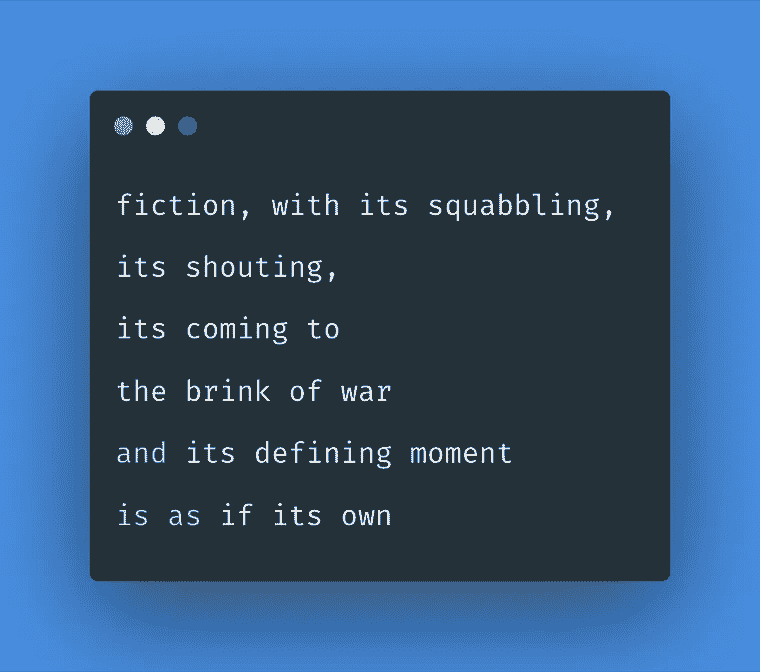 fiction, with its squabbling,
its shouting,
its coming to
the brink of war
and its defining moment
is as if its own